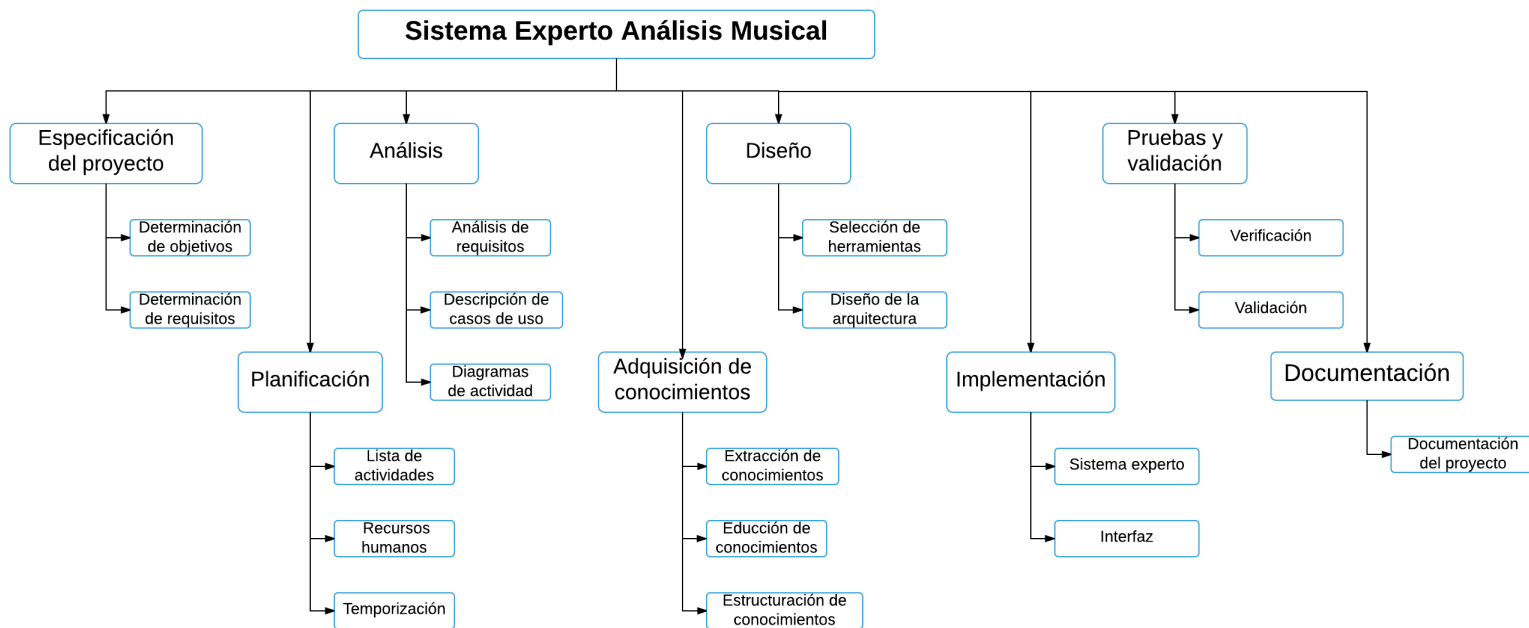 Sistema Experto Análisis Musical
Especificación
del proyecto
Determinación
de objetivos
Determinación
de requisitos
Planificación
Lista de
actividades
Recursos
humanos
Temporización
Análisis
Análisis de
requisitos
Descripción de
casos de uso
Diagramas
de actividad
Adquisición de
conocimientos
Extracción de
conocimientos
Educción de
conocimientos
Estructuración de
conocimientos
Diseño
Selección de
herramientas
Diseño de la
arquitectura
Implementación
Sistema experto
Interfaz
Pruebas y
validación
Verificación
Validación
Documentación
Documentación
del proyecto